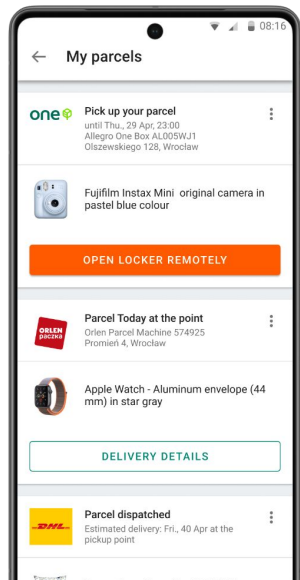 08:16
My parcels
one
Pick up your parcel
until Thu., 29 Apr, 23:00
Allegro One Box AL005WJ1
Olszewskiego 128, Wrocław
Fujifilm Instax Mini original camera in
pastel blue colour
OPEN LOCKER REMOTELY
ORLEN
paczka
Parcel Today at the point
Orlen Parcel Machine 574925
Promień 4, Wrocław
Apple Watch - Aluminum envelope (44
mm) in star gray
DELIVERY DETAILS
DHL
Parcel dispatched
Estimated delivery: Fri., 40 Apr at the
pickup point